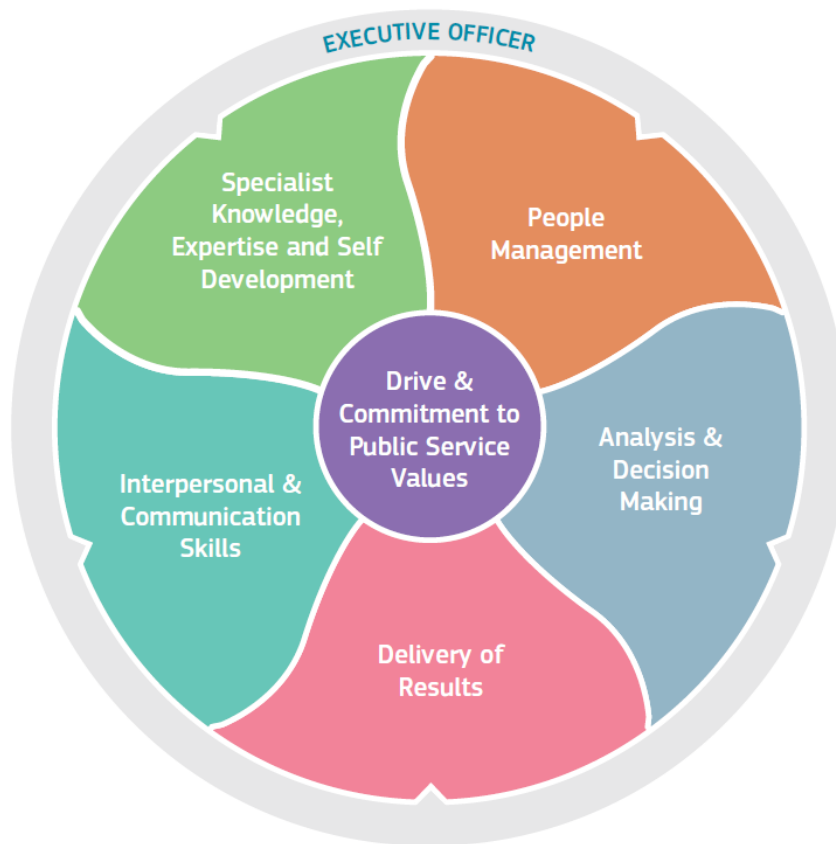 EXECUTIVE OFFICER
Specialist
Knowledge,
Expertise and Self
Development
People
Management
Drive &
Commitment to
Public Service
Values
Analysis &
Decision
Making
Interpersonal &
Communication
Skills
Delivery of
Results